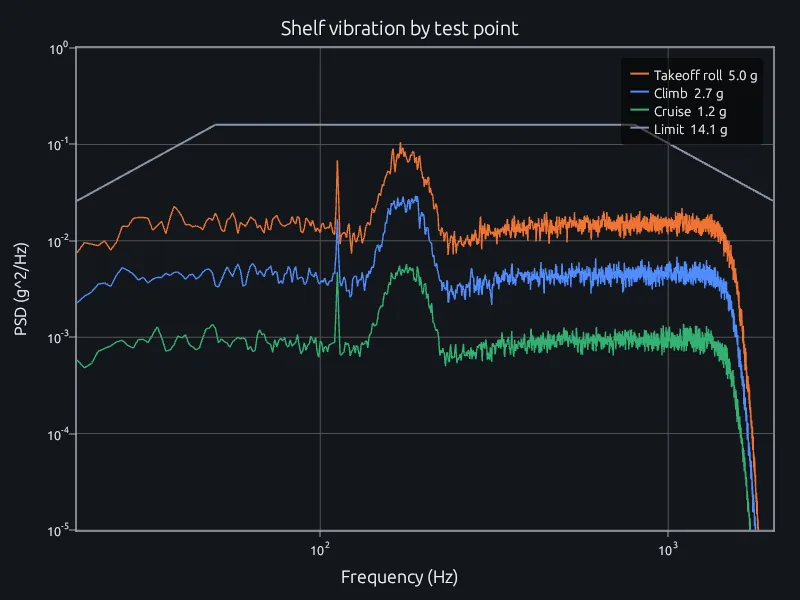 Shelf vibration by test point
Takeoff roll 5.0 g
Climb 2.7 g
Cruise 1.2 g
Limit 14.1 g
PSD (g^2/Hz)
10^0
10^-1
10^-2
10^-3
10^-4
10^-5
10^2
10^3
Frequency (Hz)